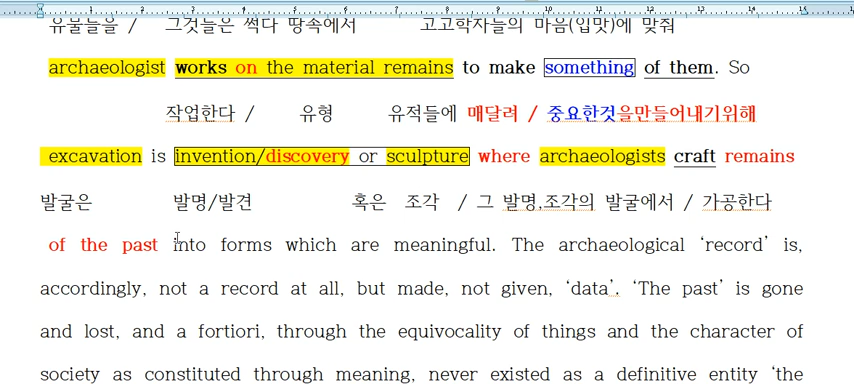 유물들을 / 그것들은 썩다 땅속에서 고고학자들의 마음(입맛)에 맞춰
archaeologist works on the material remains to make something of them. So
작업한다 / 유형 유적들에 매달려 / 중요한것을만들어내기위해
excavation is invention/discovery or sculpture where archaeologists craft remains
발굴은 발명/발견 혹은 조각 / 그 발명,조각의 발굴에서 / 가공한다
of the past into forms which are meaningful. The archaeological ‘record’ is,
accordingly, not a record at all, but made, not given, ‘data’. ‘The past’ is gone
and lost, and a fortiori, through the equivocality of things and the character of
society as constituted through meaning, never existed as a definitive entity ‘the